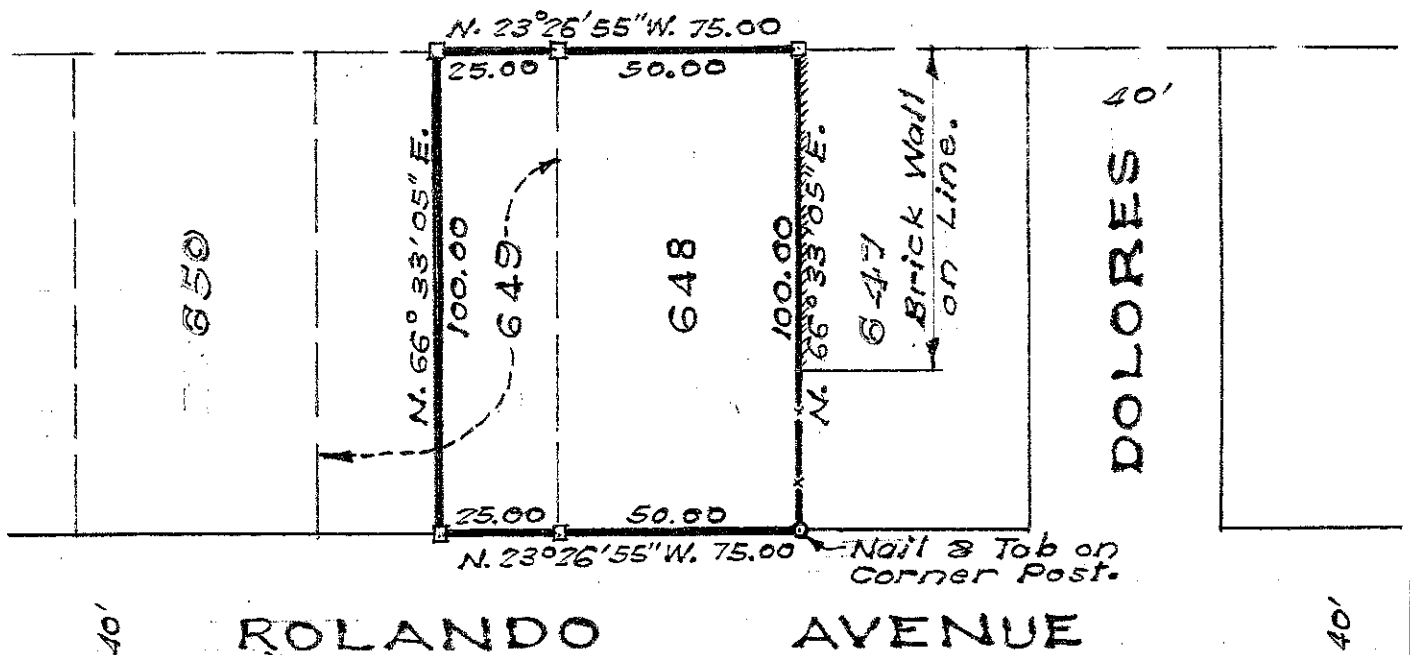 N. 23°26'55"W. 75.00
25.00
50.00
40'
N. 66° 33'05" E.
100.00
650
649
648
100.00
N. 66° 33'05" E.
647
Brick Wall
on Line.
DOLORES
25.00
50.00
N. 23°26'55"W. 75.00
Nail & Tab on
Corner Post.
40'
ROLANDO AVENUE
40'